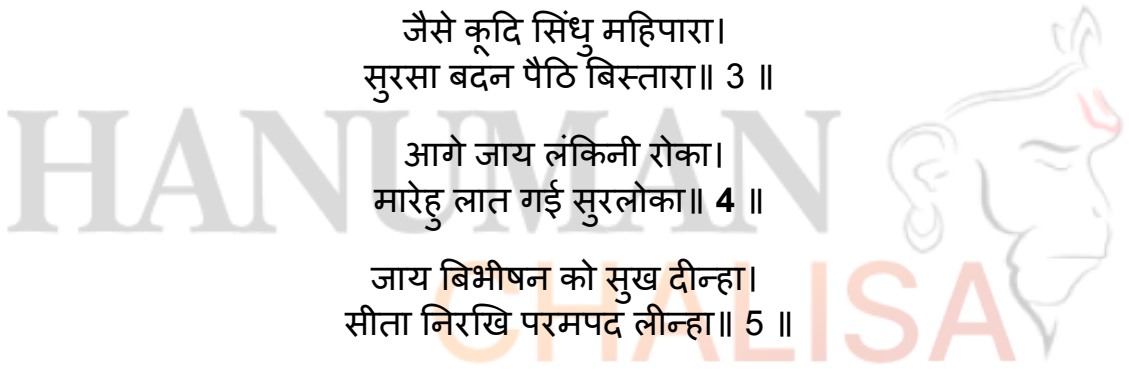 जैसे कूदि सिंधु महिपारा।
सुरसा बदन पैठि बिस्तारा॥ 3 ॥
आगे जाय लंकिनी रोका।
मारेहु लात गई सुरलोका॥ 4 ॥
जाय बिभीषन को सुख दीन्हा।
सीता निरखि परमपद लीन्हा॥ 5 ॥
HANUMAN
CHALISA